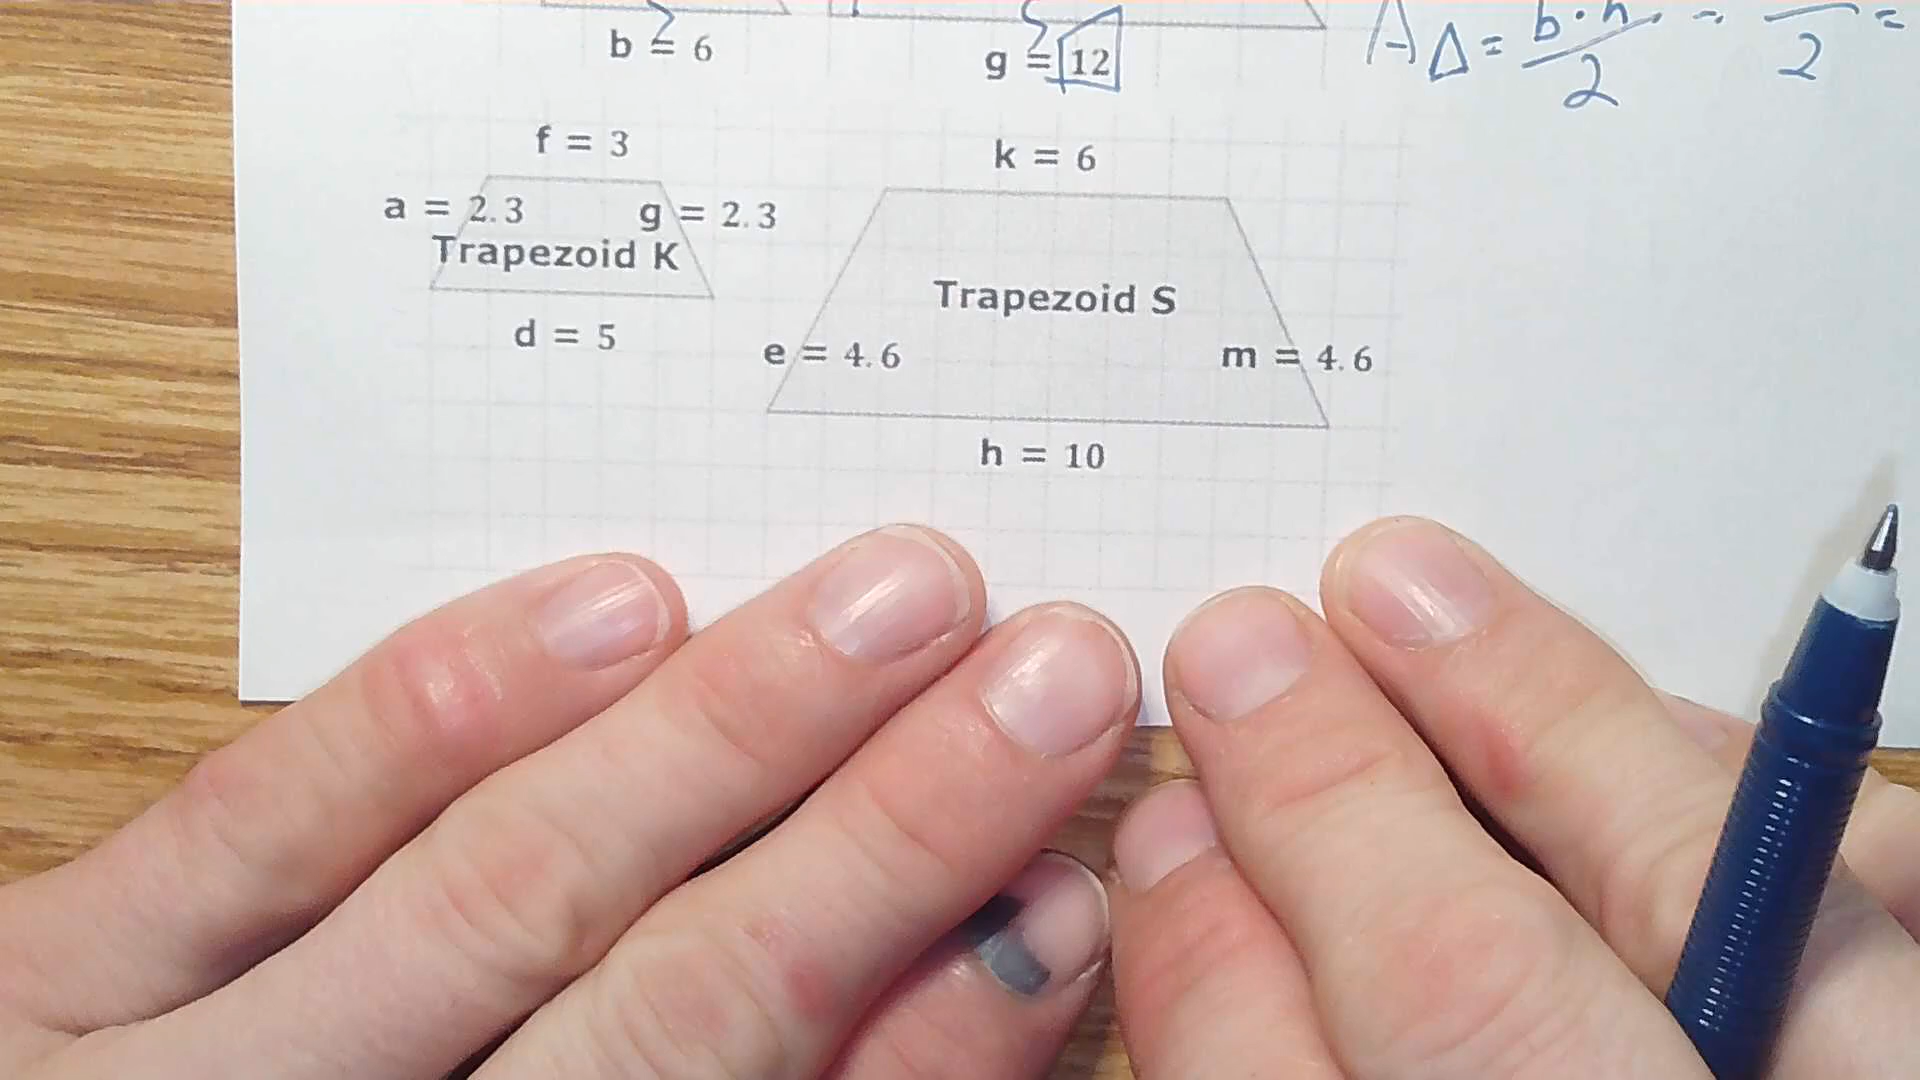 b = 6
g = 12
A△ = b·h/2 = /2 =
f = 3
k = 6
a = 2.3
g = 2.3
Trapezoid K
Trapezoid S
d = 5
e = 4.6
m = 4.6
h = 10